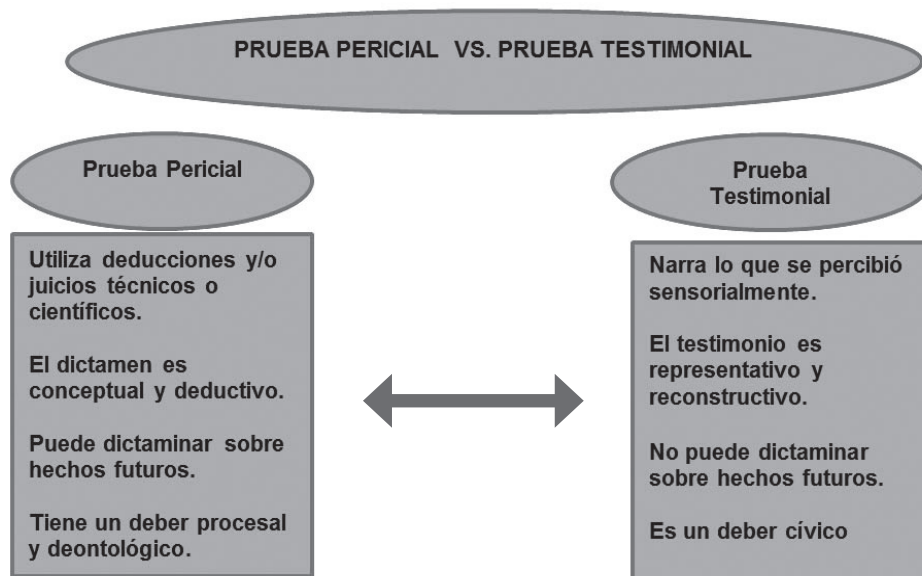 PRUEBA PERICIAL VS. PRUEBA TESTIMONIAL
Prueba Pericial
Utiliza deducciones y/o
juicios técnicos o
científicos.
El dictamen es
conceptual y deductivo.
Puede dictaminar sobre
hechos futuros.
Tiene un deber procesal
y deontológico.
Prueba
Testimonial
Narra lo que se percibió
sensorialmente.
El testimonio es
representativo y
reconstructivo.
No puede dictaminar
sobre hechos futuros.
Es un deber cívico